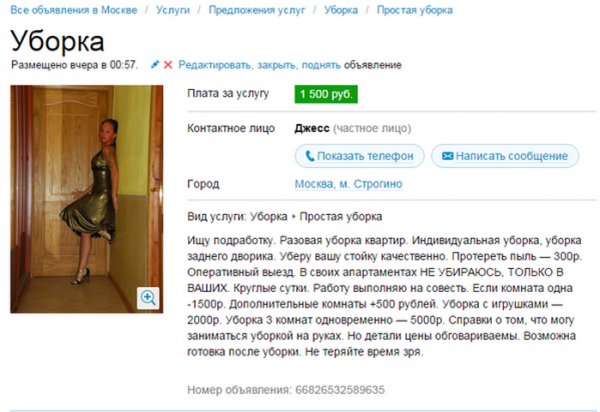 Все объявления в Москве / Услуги / Предложения услуг / Уборка / Простая уборка
Уборка
Размещено вчера в 00:57. Редактировать, закрыть, поднять объявление
Плата за услугу 1 500 руб.
Контактное лицо Джесс (частное лицо)
Показать телефон Написать сообщение
Город Москва, м. Строгино
Вид услуги: Уборка ▸ Простая уборка
Ищу подработку. Разовая уборка квартир. Индивидуальная уборка, уборка
заднего дворика. Уберу вашу стойку качественно. Протереть пыль — 300р.
Оперативный выезд. В своих апартаментах НЕ УБИРАЮСЬ, ТОЛЬКО В
ВАШИХ. Круглые сутки. Работу выполняю на совесть. Если комната одна
-1500р. Дополнительные комнаты +500 рублей. Уборка с игрушками —
2000р. Уборка 3 комнат одновременно — 5000р. Справки о том, что могу
заниматься уборкой на руках. Но детали цены обговариваемы. Возможна
готовка после уборки. Не теряйте время зря.
Номер объявления: 66826532589635